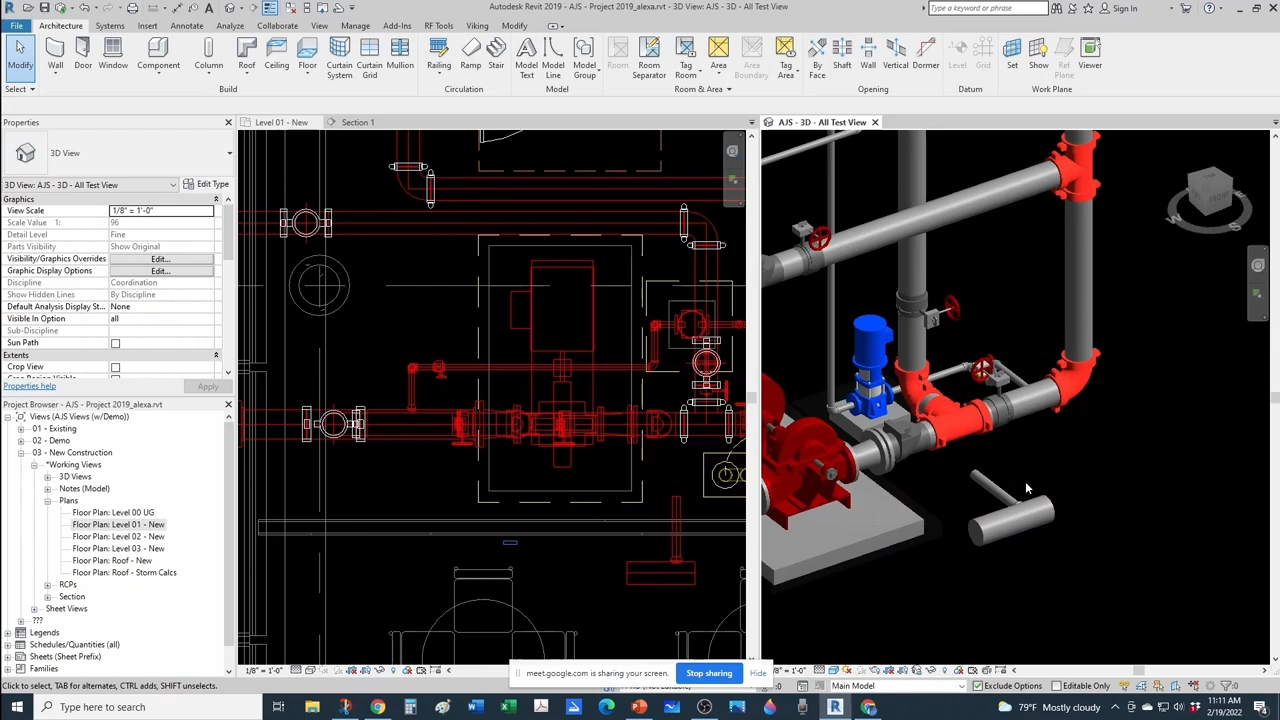 Autodesk Revit 2019 - AJS - Project 2019_alexa.rvt - 3D View: AJS - 3D - All Test View
Type a keyword or phrase
Sign In
File
Architecture
Systems
Insert
Annotate
Analyze
Collaborate
View
Manage
Add-Ins
RF Tools
Viking
Modify
Modify
Wall
Door
Window
Component
Column
Roof
Ceiling
Floor
Curtain System
Curtain Grid
Mullion
Railing
Ramp
Stair
Model Text
Model Line
Model Group
Room
Room Separator
Tag Room
Area
Area Boundary
Tag Area
By Face
Shaft
Wall
Vertical
Dormer
Level
Grid
Set
Show
Ref Plane
Viewer
Select
Build
Circulation
Model
Room & Area
Opening
Datum
Work Plane
Properties
Level 01 - New
Section 1
AJS - 3D - All Test View
3D View
3D View: AJS - 3D - All Test View
Edit Type
Graphics
View Scale 1/8" = 1'-0"
Scale Value 1: 96
Detail Level Fine
Parts Visibility Show Original
Visibility/Graphics Overrides Edit...
Graphic Display Options Edit...
Discipline Coordination
Show Hidden Lines By Discipline
Default Analysis Display St... None
Visible In Option all
Sub-Discipline
Sun Path
Extents
Crop View
Crop Region Visible
Properties help
Apply
Project Browser - Project 2019_alexa.rvt
Views (AJS Views (w/Demo))
01 - Existing
02 - Demo
03 - New Construction
*Working Views
3D Views
Notes (Model)
Plans
Floor Plan: Level 00 UG
Floor Plan: Level 01 - New
Floor Plan: Level 02 - New
Floor Plan: Level 03 - New
Floor Plan: Roof - New
Floor Plan: Roof - Storm Calcs
RCPs
Section
Sheet Views
???
Legends
Schedules/Quantities (all)
Sheets (Sheet Prefix)
Families
FRONT
W
S
1/8" = 1'-0"
meet.google.com is sharing your screen.
Stop sharing
Hide
= 1'-0"
Click to select, TAB for alternates, CTRL adds, SHIFT unselects.
:0
Main Model
Exclude Options
Editable Only
:0
Type here to search
79°F Mostly cloudy
11:11 AM
2/19/2022